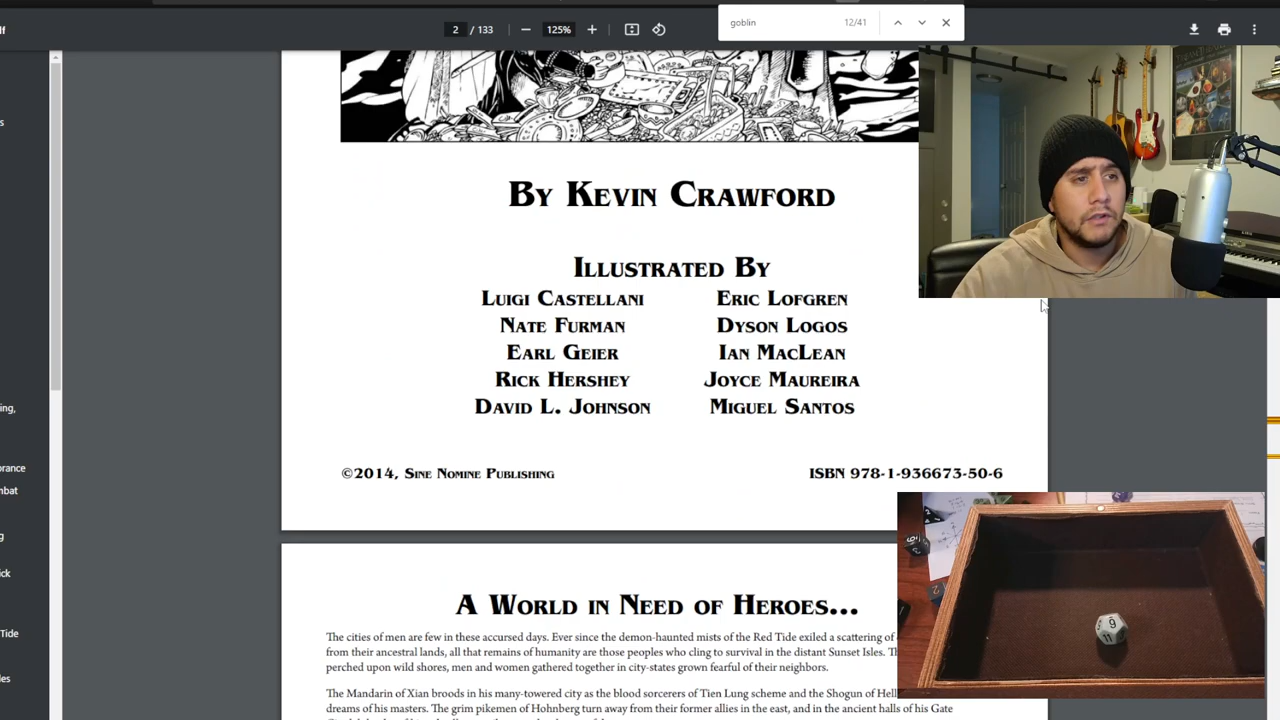 goblin 12/41
2 / 133 125%
By Kevin Crawford
Illustrated By
Luigi Castellani Eric Lofgren
Nate Furman Dyson Logos
Earl Geier Ian MacLean
Rick Hershey Joyce Maureira
David L. Johnson Miguel Santos
©2014, Sine Nomine Publishing ISBN 978-1-936673-50-6
A World in Need of Heroes...
The cities of men are few in these accursed days. Ever since the demon-haunted mists of the Red Tide exiled a scattering of
from their ancestral lands, all that remains of humanity are those peoples who cling to survival in the distant Sunset Isles.
perched upon wild shores, men and women gathered together in city-states grown fearful of their neighbors.
The Mandarin of Xian broods in his many-towered city as the blood sorcerers of Tien Lung scheme and the Shogun of
dreams of his masters. The grim pikemen of Hohnberg turn away from their former allies in the east, and in the ancient halls of his Gate
9
11